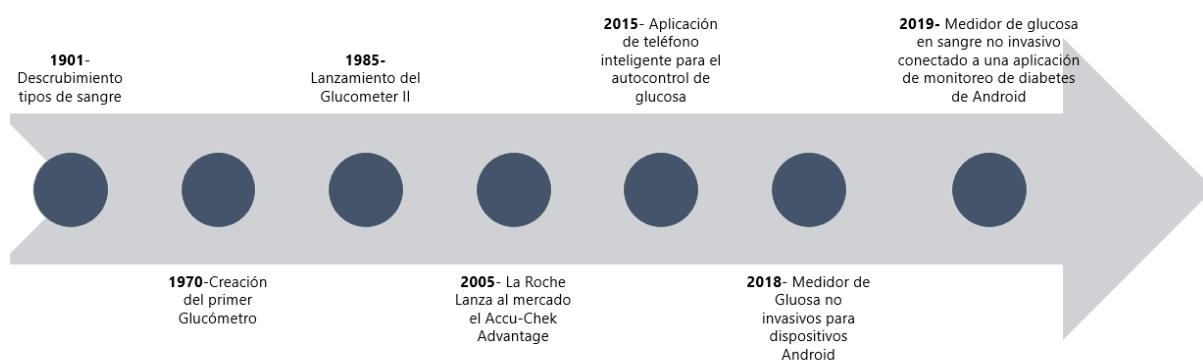 1901-
Descrubimiento
tipos de sangre
1970-Creación
del primer
Glucómetro
1985-
Lanzamiento del
Glucometer II
2005- La Roche
Lanza al mercado
el Accu-Chek
Advantage
2015- Aplicación
de teléfono
inteligente para el
autocontrol de
glucosa
2018- Medidor de
Gluosa no
invasivos para
dispositivos
Android
2019- Medidor de glucosa
en sangre no invasivo
conectado a una aplicación
de monitoreo de diabetes
de Android